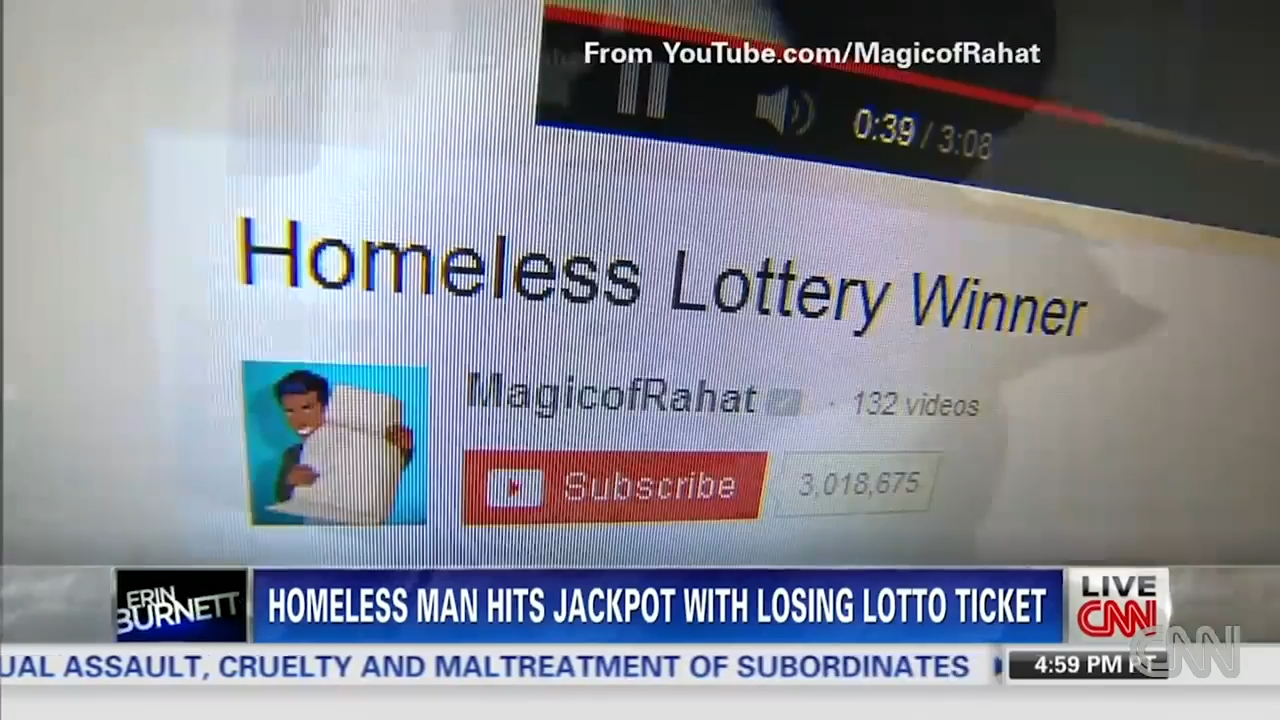 From YouTube.com/MagicofRahat
0:39 / 3:08
Homeless Lottery Winner
MagicofRahat · 132 videos
Subscribe 3,018,675
ERIN BURNETT
HOMELESS MAN HITS JACKPOT WITH LOSING LOTTO TICKET
LIVE
CNN
UAL ASSAULT, CRUELTY AND MALTREATMENT OF SUBORDINATES
4:59 PM PT
CNN